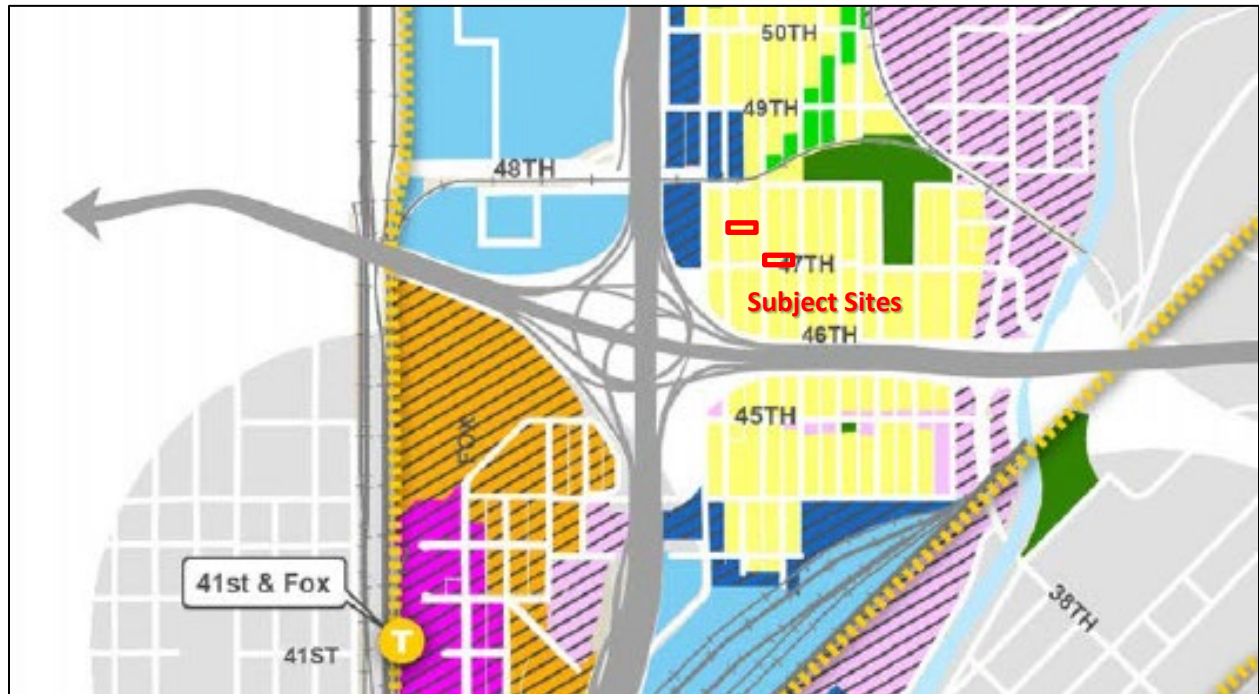 50TH
49TH
48TH
47TH
Subject Sites
46TH
45TH
FOX
41st & Fox
T
38TH
41ST